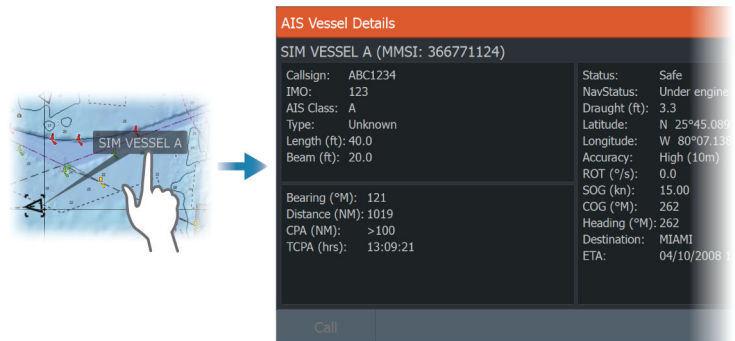 AIS Vessel Details
SIM VESSEL A (MMSI: 366771124)
SIM VESSEL A
Callsign: ABC1234
IMO: 123
AIS Class: A
Type: Unknown
Length (ft): 40.0
Beam (ft): 20.0
Bearing (°M): 121
Distance (NM): 1019
CPA (NM): >100
TCPA (hrs): 13:09:21
Status: Safe
NavStatus: Under engine
Draught (ft): 3.3
Latitude: N 25°45.089
Longitude: W 80°07.138
Accuracy: High (10m)
ROT (°/s): 0.0
SOG (kn): 15.00
COG (°M): 262
Heading (°M): 262
Destination: MIAMI
ETA: 04/10/2008
Call